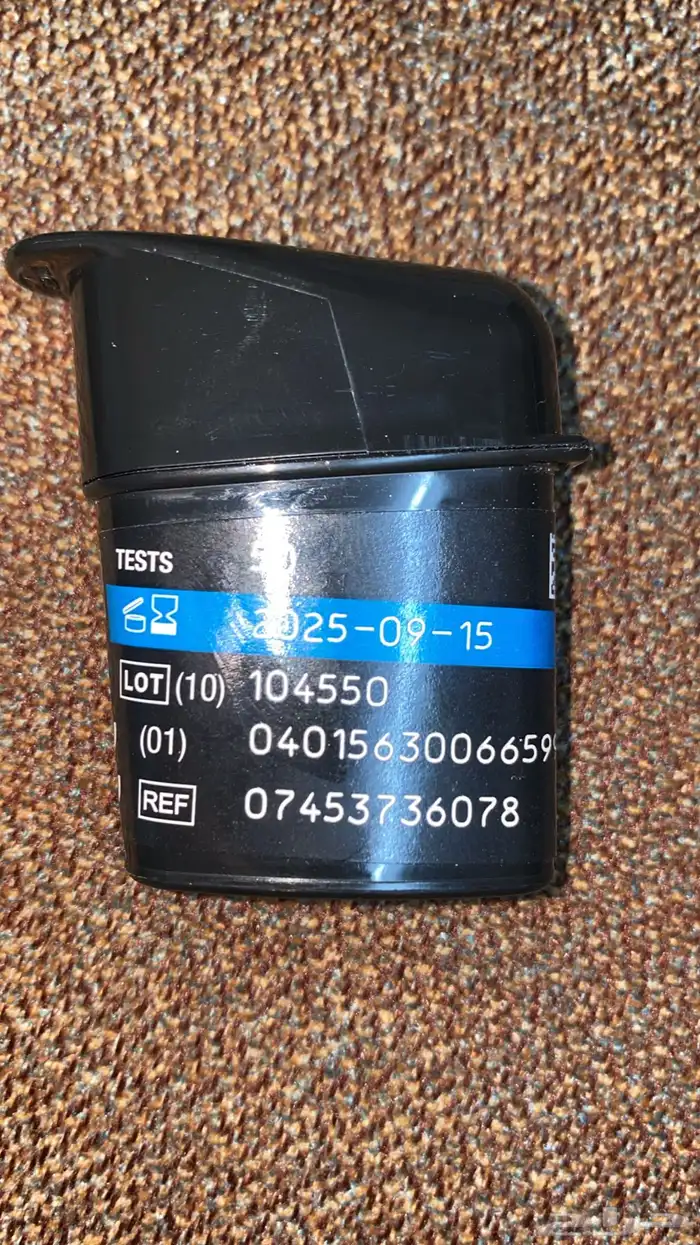 TESTS
2025-09-15
LOT (10) 104550
(01) 0401563006659
REF 07453736078